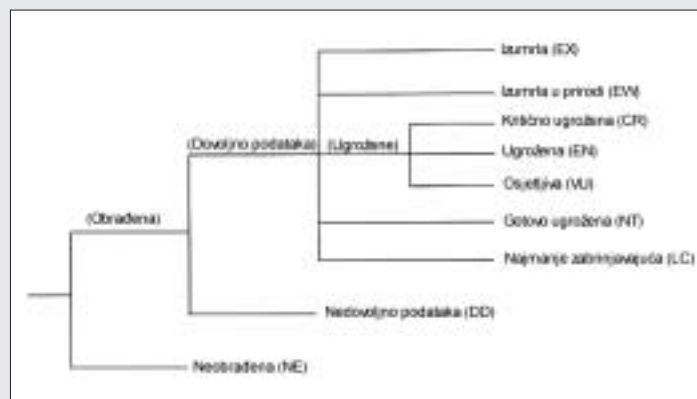 Izumrla (EX)
Izumrla u prirodi (EW)
Kritično ugrožena (CR)
(Dovoljno podataka)
(Ugrožene)
Ugrožena (EN)
Osjetljiva (VU)
(Obrađena)
Gotovo ugrožena (NT)
Najmanje zabrinjavajuća (LC)
Nedovoljno podataka (DD)
Neobrađena (NE)